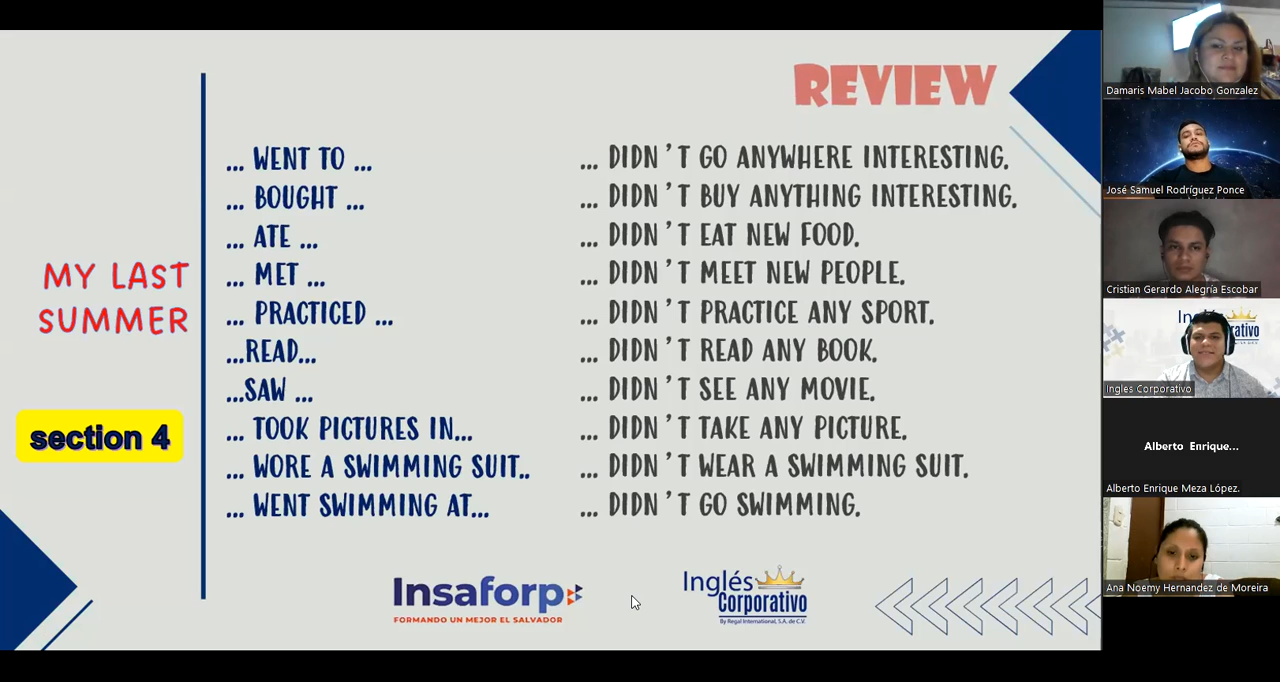 REVIEW
MY LAST
SUMMER
section 4
... WENT TO ...
... BOUGHT ...
... ATE ...
... MET ...
... PRACTICED ...
...READ...
...SAW ...
... TOOK PICTURES IN...
... WORE A SWIMMING SUIT..
... WENT SWIMMING AT...
... DIDN'T GO ANYWHERE INTERESTING.
... DIDN'T BUY ANYTHING INTERESTING.
... DIDN'T EAT NEW FOOD.
... DIDN'T MEET NEW PEOPLE.
... DIDN'T PRACTICE ANY SPORT.
... DIDN'T READ ANY BOOK.
... DIDN'T SEE ANY MOVIE.
... DIDN'T TAKE ANY PICTURE.
... DIDN'T WEAR A SWIMMING SUIT.
... DIDN'T GO SWIMMING.
Insaforp
FORMANDO UN MEJOR EL SALVADOR
Inglés
Corporativo
By Regal International, S.A. de C.V.
Damaris Mabel Jacobo Gonzalez
José Samuel Rodríguez Ponce
Cristian Gerardo Alegría Escobar
Ingles Corporativo
Alberto Enrique...
Alberto Enrique Meza López.
Ana Noemy Hernandez de Moreira